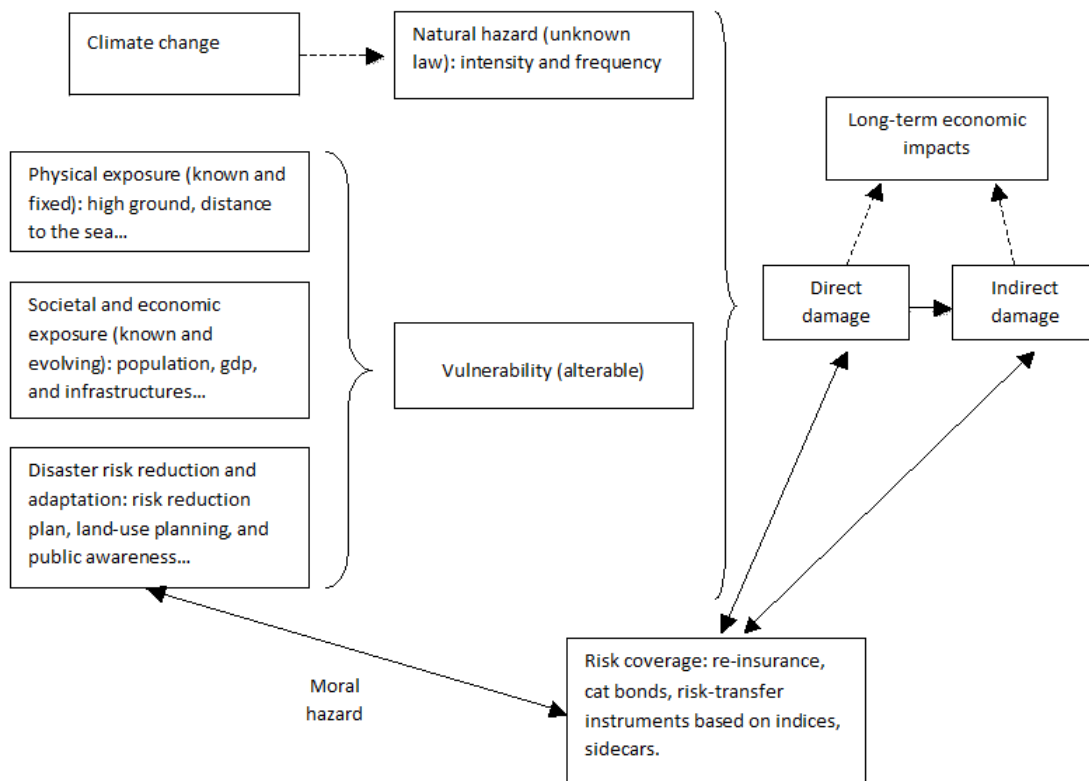 Climate change
Natural hazard (unknown
law): intensity and frequency
Long-term economic
impacts
Physical exposure (known and
fixed): high ground, distance
to the sea...
Societal and economic
exposure (known and
evolving): population, gdp,
and infrastructures...
Vulnerability (alterable)
Direct
damage
Indirect
damage
Disaster risk reduction and
adaptation: risk reduction
plan, land-use planning, and
public awareness...
Moral
hazard
Risk coverage: re-insurance,
cat bonds, risk-transfer
instruments based on indices,
sidecars.